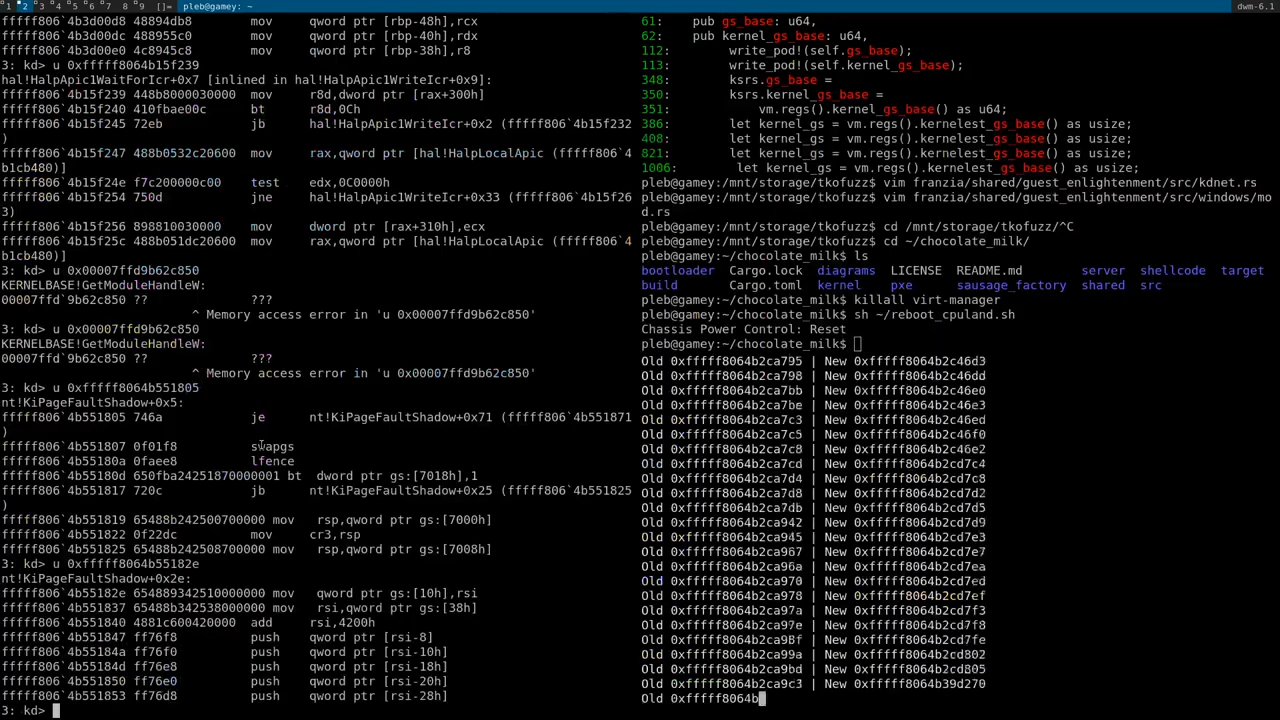 1 2 3 4 5 6 7 8 9 []= pleb@gamey: ~ dwm-6.1
fffff806`4b3d00d8 48894db8 mov qword ptr [rbp-48h],rcx
fffff806`4b3d00dc 488955c0 mov qword ptr [rbp-40h],rdx
fffff806`4b3d00e0 4c8945c8 mov qword ptr [rbp-38h],r8
3: kd> u 0xfffff8064b15f239
hal!HalpApic1WaitForIcr+0x7 [inlined in hal!HalpApic1WriteIcr+0x9]:
fffff806`4b15f239 448b8000030000 mov r8d,dword ptr [rax+300h]
fffff806`4b15f240 410fbae00c bt r8d,0Ch
fffff806`4b15f245 72eb jb hal!HalpApic1WriteIcr+0x2 (fffff806`4b15f232
)
fffff806`4b15f247 488b0532c20600 mov rax,qword ptr [hal!HalpLocalApic (fffff806`4
b1cb480)]
fffff806`4b15f24e f7c200000c00 test edx,0C0000h
fffff806`4b15f254 750d jne hal!HalpApic1WriteIcr+0x33 (fffff806`4b15f26
3)
fffff806`4b15f256 898810030000 mov dword ptr [rax+310h],ecx
fffff806`4b15f25c 488b051dc20600 mov rax,qword ptr [hal!HalpLocalApic (fffff806`4
b1cb480)]
3: kd> u 0x00007ffd9b62c850
KERNELBASE!GetModuleHandleW:
00007ffd`9b62c850 ?? ???
^ Memory access error in 'u 0x00007ffd9b62c850'
3: kd> u 0x00007ffd9b62c850
KERNELBASE!GetModuleHandleW:
00007ffd`9b62c850 ?? ???
^ Memory access error in 'u 0x00007ffd9b62c850'
3: kd> u 0xfffff8064b551805
nt!KiPageFaultShadow+0x5:
fffff806`4b551805 746a je nt!KiPageFaultShadow+0x71 (fffff806`4b551871
)
fffff806`4b551807 0f01f8 swapgs
fffff806`4b55180a 0faee8 lfence
fffff806`4b55180d 650fba24251870000001 bt dword ptr gs:[7018h],1
fffff806`4b551817 720c jb nt!KiPageFaultShadow+0x25 (fffff806`4b551825
)
fffff806`4b551819 65488b242500700000 mov rsp,qword ptr gs:[7000h]
fffff806`4b551822 0f22dc mov cr3,rsp
fffff806`4b551825 65488b242508700000 mov rsp,qword ptr gs:[7008h]
3: kd> u 0xfffff8064b55182e
nt!KiPageFaultShadow+0x2e:
fffff806`4b55182e 654889342510000000 mov qword ptr gs:[10h],rsi
fffff806`4b551837 65488b342538000000 mov rsi,qword ptr gs:[38h]
fffff806`4b551840 4881c600420000 add rsi,4200h
fffff806`4b551847 ff76f8 push qword ptr [rsi-8]
fffff806`4b55184a ff76f0 push qword ptr [rsi-10h]
fffff806`4b55184d ff76e8 push qword ptr [rsi-18h]
fffff806`4b551850 ff76e0 push qword ptr [rsi-20h]
fffff806`4b551853 ff76d8 push qword ptr [rsi-28h]
3: kd>
61: pub gs_base: u64,
62: pub kernel_gs_base: u64,
112: write_pod!(self.gs_base);
113: write_pod!(self.kernel_gs_base);
348: ksrs.gs_base =
350: ksrs.kernel_gs_base =
351: vm.regs().kernel_gs_base() as u64;
386: let kernel_gs = vm.regs().kernelest_gs_base() as usize;
408: let kernel_gs = vm.regs().kernelest_gs_base() as usize;
821: let kernel_gs = vm.regs().kernelest_gs_base() as usize;
1006: let kernel_gs = vm.regs().kernelest_gs_base() as usize;
pleb@gamey:/mnt/storage/tkofuzz$ vim franzia/shared/guest_enlightenment/src/kdnet.rs
pleb@gamey:/mnt/storage/tkofuzz$ vim franzia/shared/guest_enlightenment/src/windows/mo
d.rs
pleb@gamey:/mnt/storage/tkofuzz$ cd /mnt/storage/tkofuzz/^C
pleb@gamey:/mnt/storage/tkofuzz$ cd ~/chocolate_milk/
pleb@gamey:~/chocolate_milk$ ls
bootloader Cargo.lock diagrams LICENSE README.md server shellcode target
build Cargo.toml kernel pxe sausage_factory shared src
pleb@gamey:~/chocolate_milk$ killall virt-manager
pleb@gamey:~/chocolate_milk$ sh ~/reboot_cpuland.sh
Chassis Power Control: Reset
pleb@gamey:~/chocolate_milk$
Old 0xfffff8064b2ca795 | New 0xfffff8064b2c46d3
Old 0xfffff8064b2ca798 | New 0xfffff8064b2c46dd
Old 0xfffff8064b2ca7bb | New 0xfffff8064b2c46e0
Old 0xfffff8064b2ca7be | New 0xfffff8064b2c46e3
Old 0xfffff8064b2ca7c3 | New 0xfffff8064b2c46ed
Old 0xfffff8064b2ca7c5 | New 0xfffff8064b2c46f0
Old 0xfffff8064b2ca7c8 | New 0xfffff8064b2c46e2
Old 0xfffff8064b2ca7cd | New 0xfffff8064b2cd7c4
Old 0xfffff8064b2ca7d4 | New 0xfffff8064b2cd7c8
Old 0xfffff8064b2ca7d8 | New 0xfffff8064b2cd7d2
Old 0xfffff8064b2ca7db | New 0xfffff8064b2cd7d5
Old 0xfffff8064b2ca942 | New 0xfffff8064b2cd7d9
Old 0xfffff8064b2ca945 | New 0xfffff8064b2cd7e3
Old 0xfffff8064b2ca967 | New 0xfffff8064b2cd7e7
Old 0xfffff8064b2ca96a | New 0xfffff8064b2cd7ea
Old 0xfffff8064b2ca970 | New 0xfffff8064b2cd7ed
Old 0xfffff8064b2ca978 | New 0xfffff8064b2cd7ef
Old 0xfffff8064b2ca97a | New 0xfffff8064b2cd7f3
Old 0xfffff8064b2ca97e | New 0xfffff8064b2cd7f8
Old 0xfffff8064b2ca98f | New 0xfffff8064b2cd7fe
Old 0xfffff8064b2ca99a | New 0xfffff8064b2cd802
Old 0xfffff8064b2ca9bd | New 0xfffff8064b2cd805
Old 0xfffff8064b2ca9c3 | New 0xfffff8064b39d270
Old 0xfffff8064b